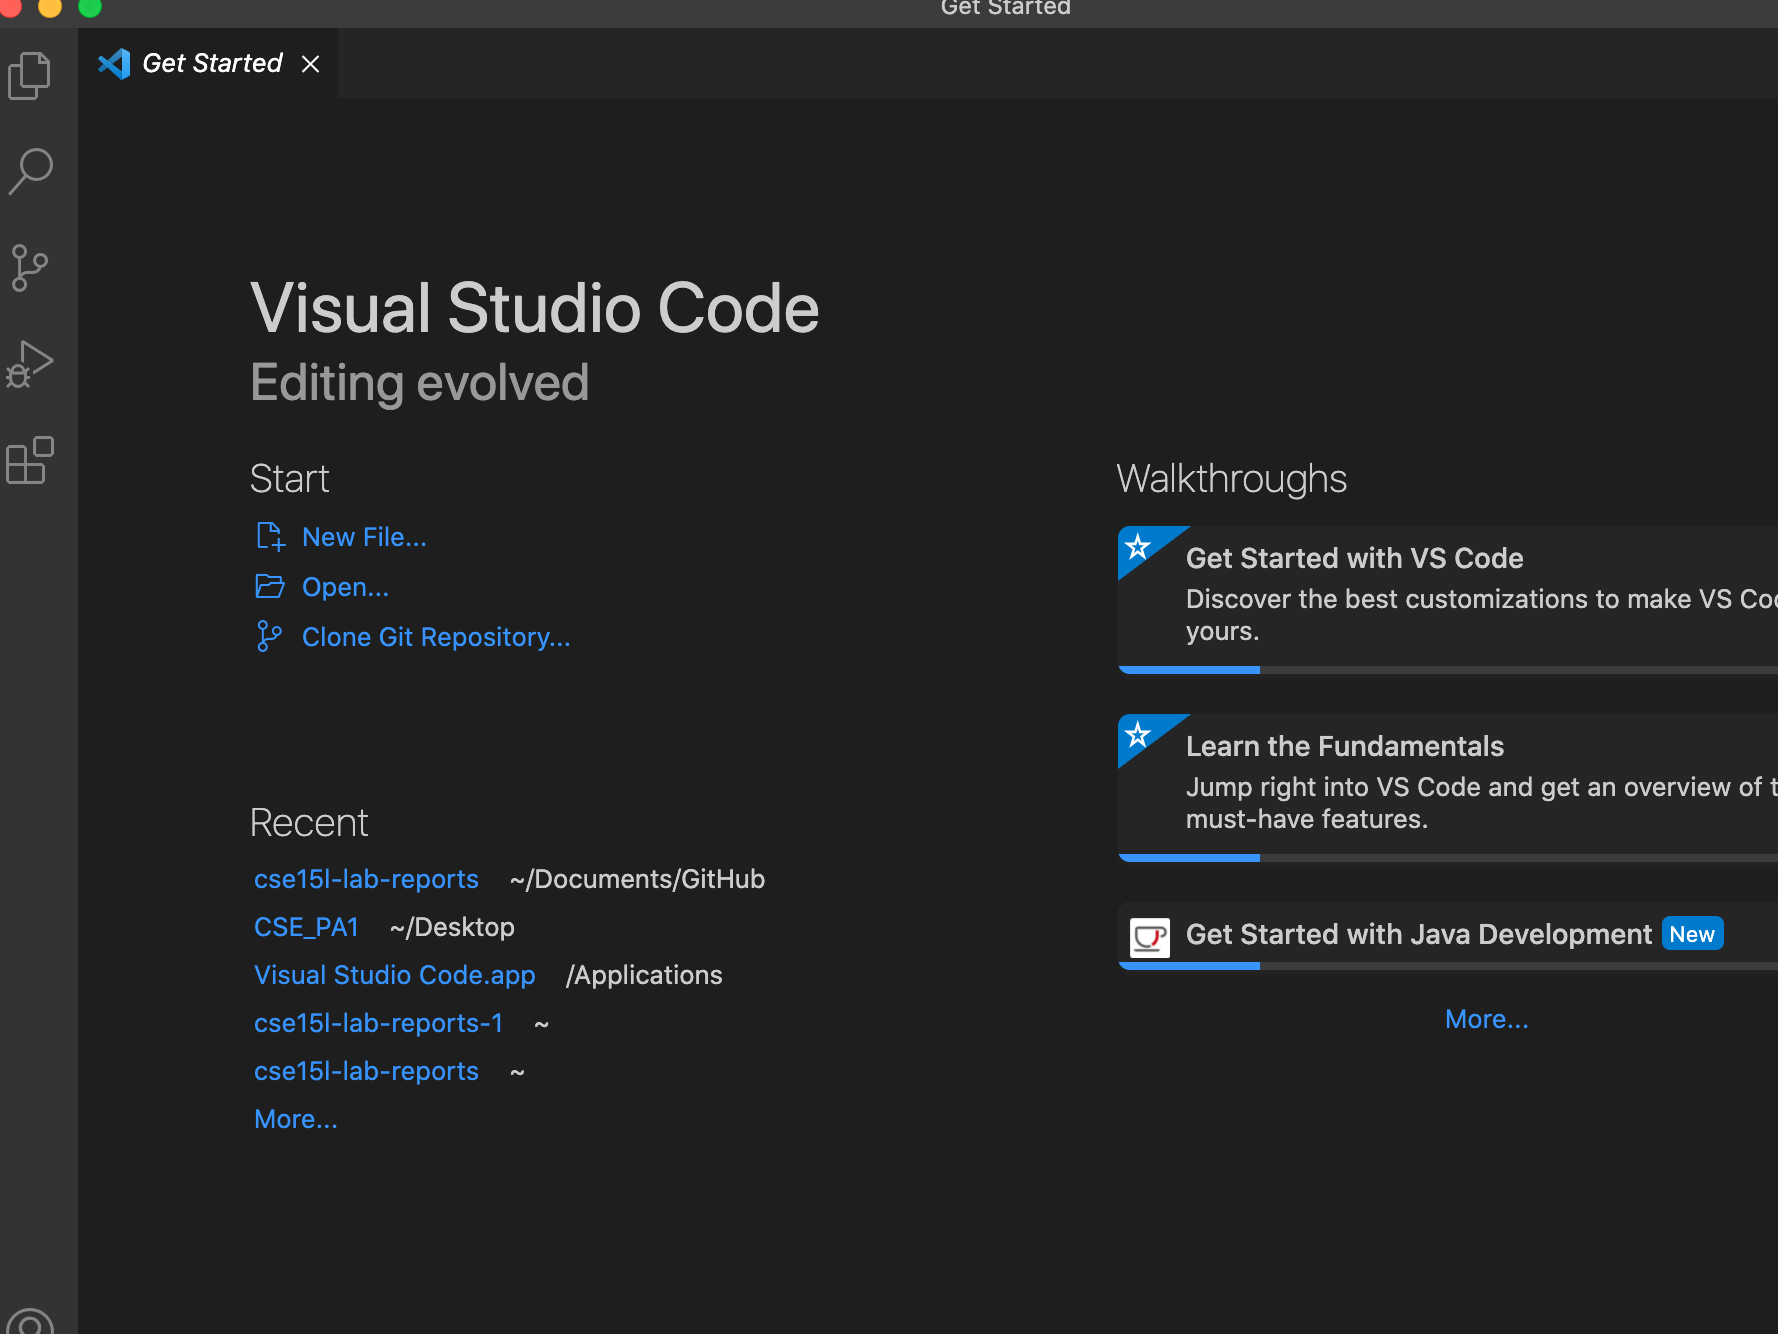 Get Started
Get Started
Visual Studio Code
Editing evolved
Start
New File...
Open...
Clone Git Repository...
Recent
cse15l-lab-reports ~/Documents/GitHub
CSE_PA1 ~/Desktop
Visual Studio Code.app /Applications
cse15l-lab-reports-1 ~
cse15l-lab-reports ~
More...
Walkthroughs
Get Started with VS Code
Discover the best customizations to make VS
yours.
Learn the Fundamentals
Jump right into VS Code and get an overview of
must-have features.
Get Started with Java Development New
More...